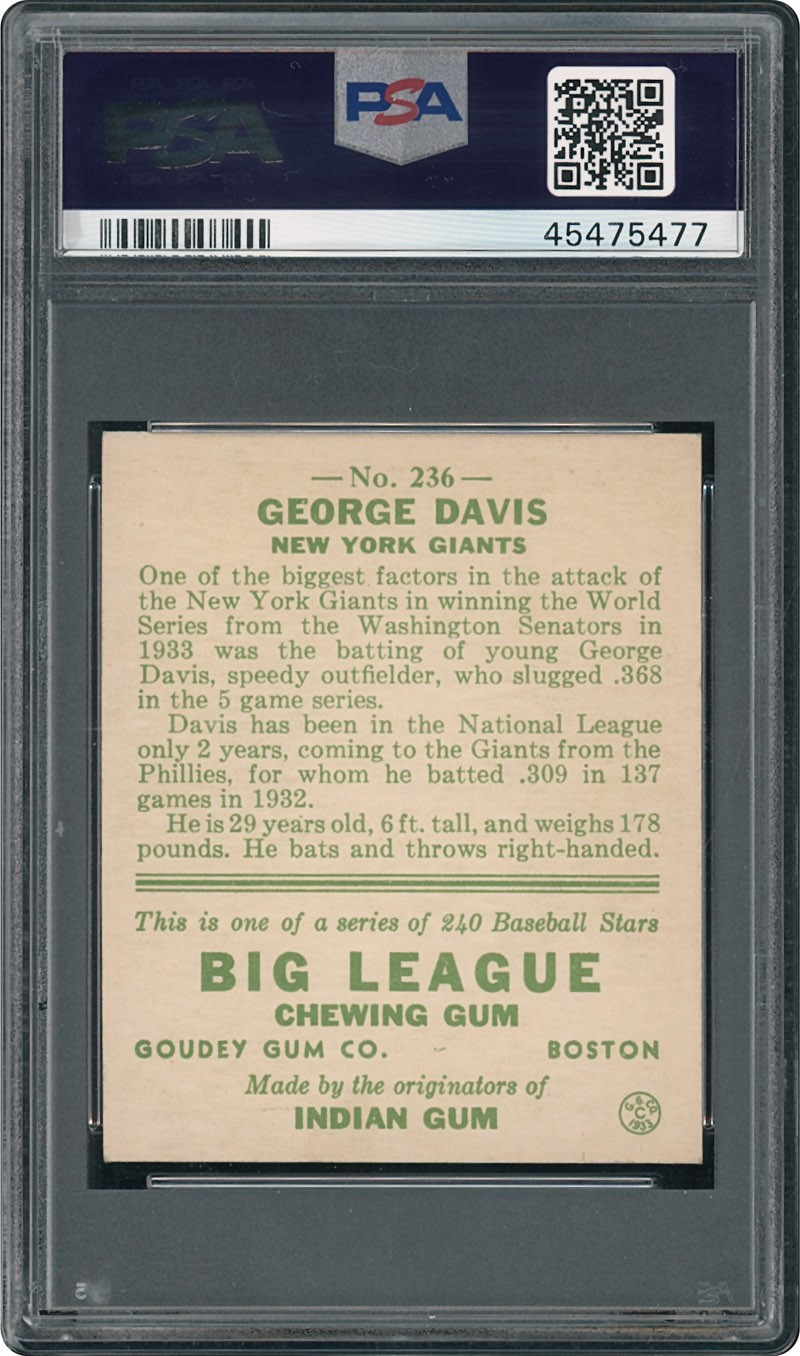 PSA
PSA
45475477
— No. 236 —
GEORGE DAVIS
NEW YORK GIANTS
One of the biggest factors in the attack of
the New York Giants in winning the World
Series from the Washington Senators in
1933 was the batting of young George
Davis, speedy outfielder, who slugged .368
in the 5 game series.
Davis has been in the National League
only 2 years, coming to the Giants from the
Phillies, for whom he batted .309 in 137
games in 1932.
He is 29 years old, 6 ft. tall, and weighs 178
pounds. He bats and throws right-handed.
This is one of a series of 240 Baseball Stars
BIG LEAGUE
CHEWING GUM
GOUDEY GUM CO. BOSTON
Made by the originators of
INDIAN GUM
G. G. Co.
C
1933